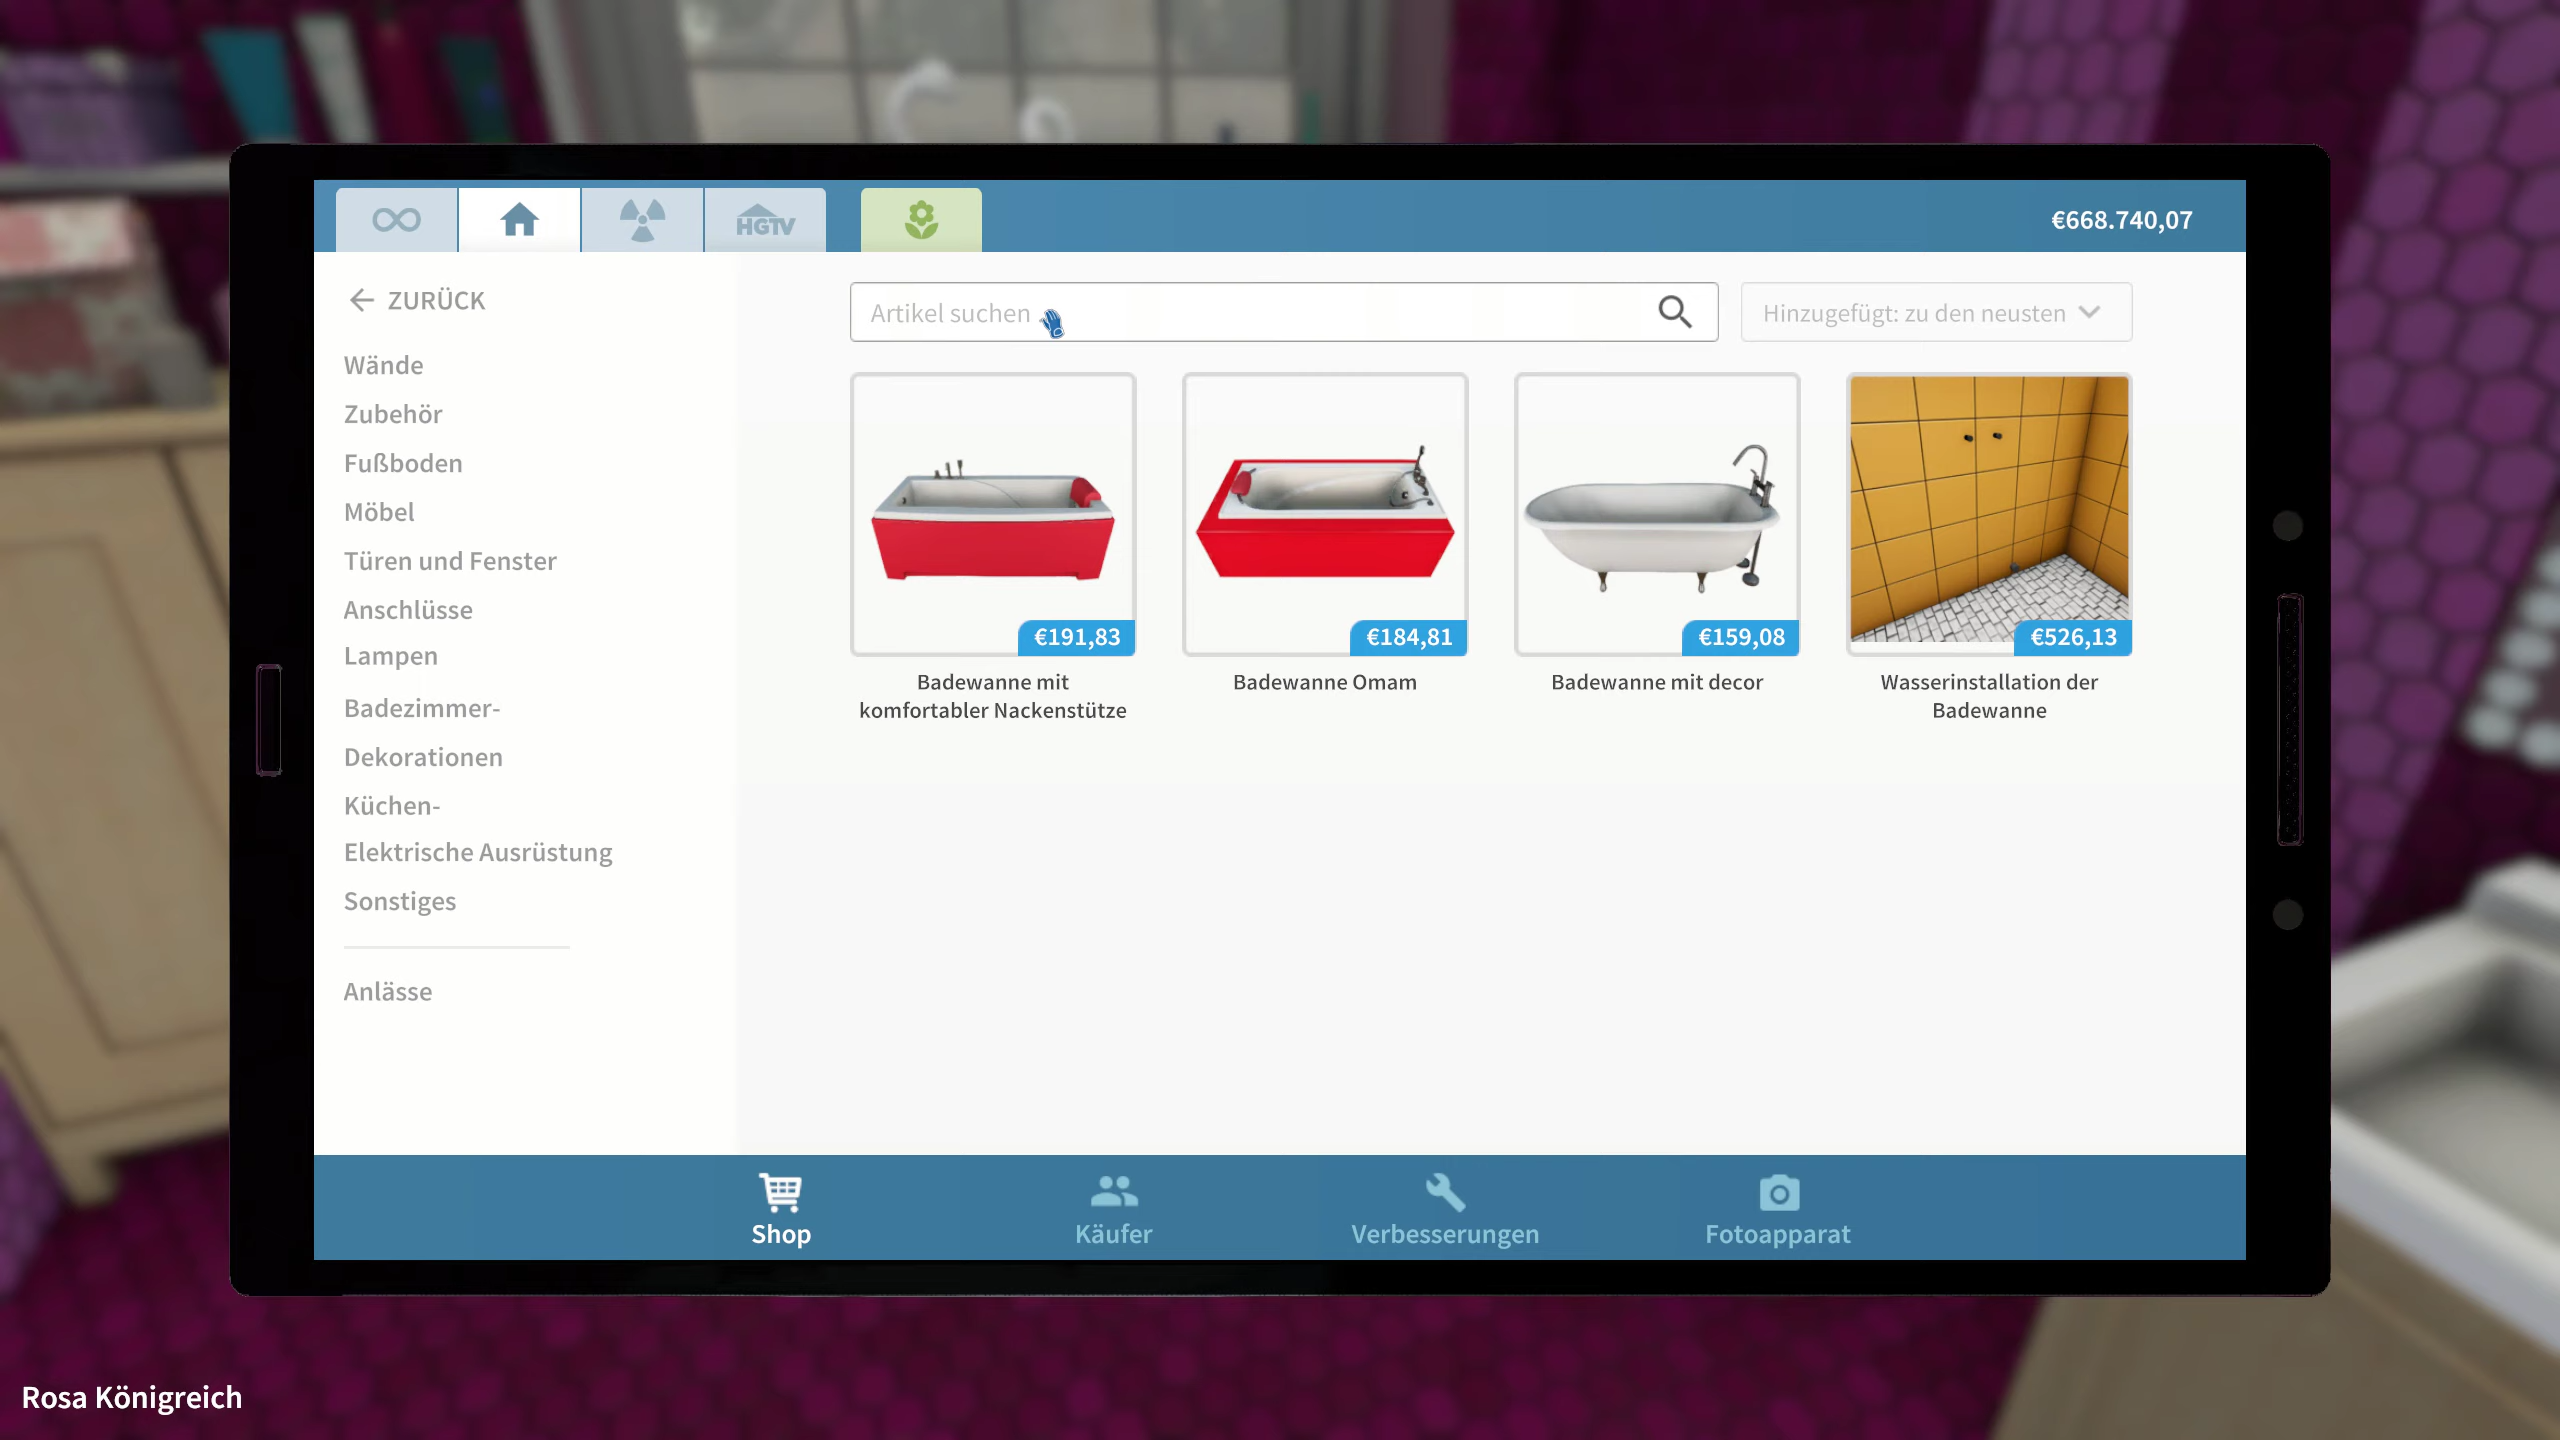 HGTV
€668.740,07
ZURÜCK
Artikel suchen
Hinzugefügt: zu den neusten
Wände
Zubehör
Fußboden
Möbel
Türen und Fenster
Anschlüsse
Lampen
Badezimmer-
Dekorationen
Küchen-
Elektrische Ausrüstung
Sonstiges
Anlässe
€191,83
€184,81
€159,08
€526,13
Badewanne mit
komfortabler Nackenstütze
Badewanne Omam
Badewanne mit decor
Wasserinstallation der
Badewanne
Shop
Käufer
Verbesserungen
Fotoapparat
Rosa Königreich